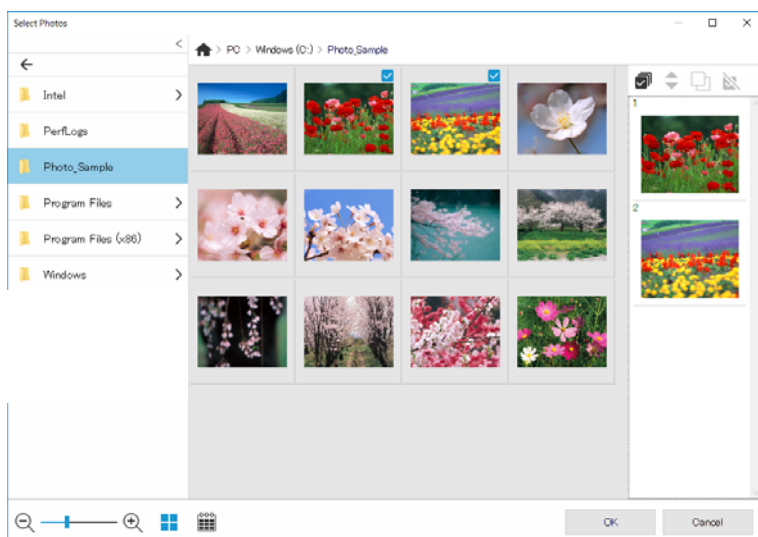 Select Photos
<
PC > Windows (C:) > Photo_Sample
Intel
PerfLogs
Photo_Sample
Program Files
Program Files (x86)
Windows
1
2
OK
Cancel